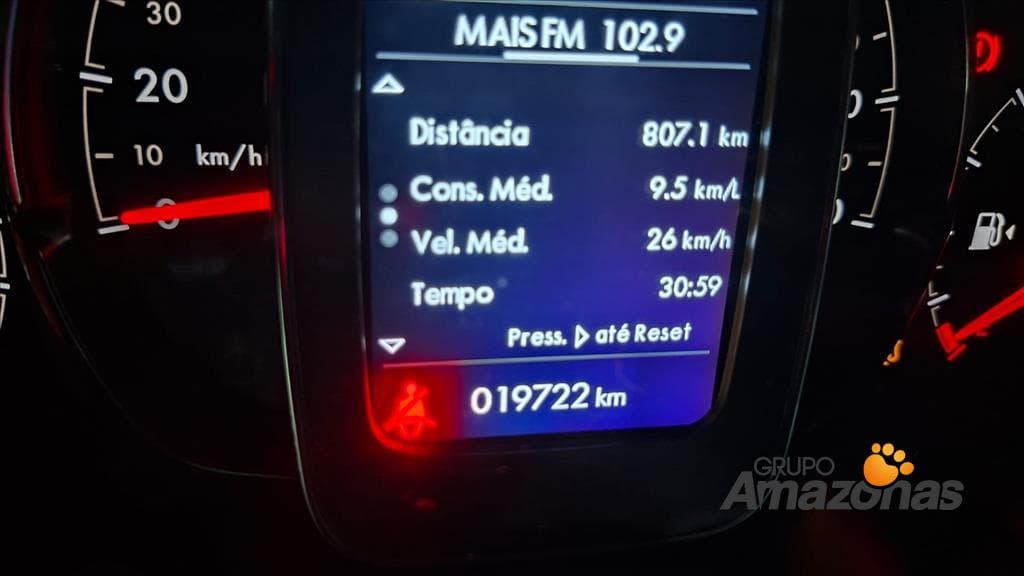 MAIS FM 102.9
30
20
10 km/h
0
Distância 807.1 km
Cons. Méd. 9.5 km/L
Vel. Méd. 26 km/h
Tempo 30:59
Press. até Reset
019722 km
GRUPO
Amazonas